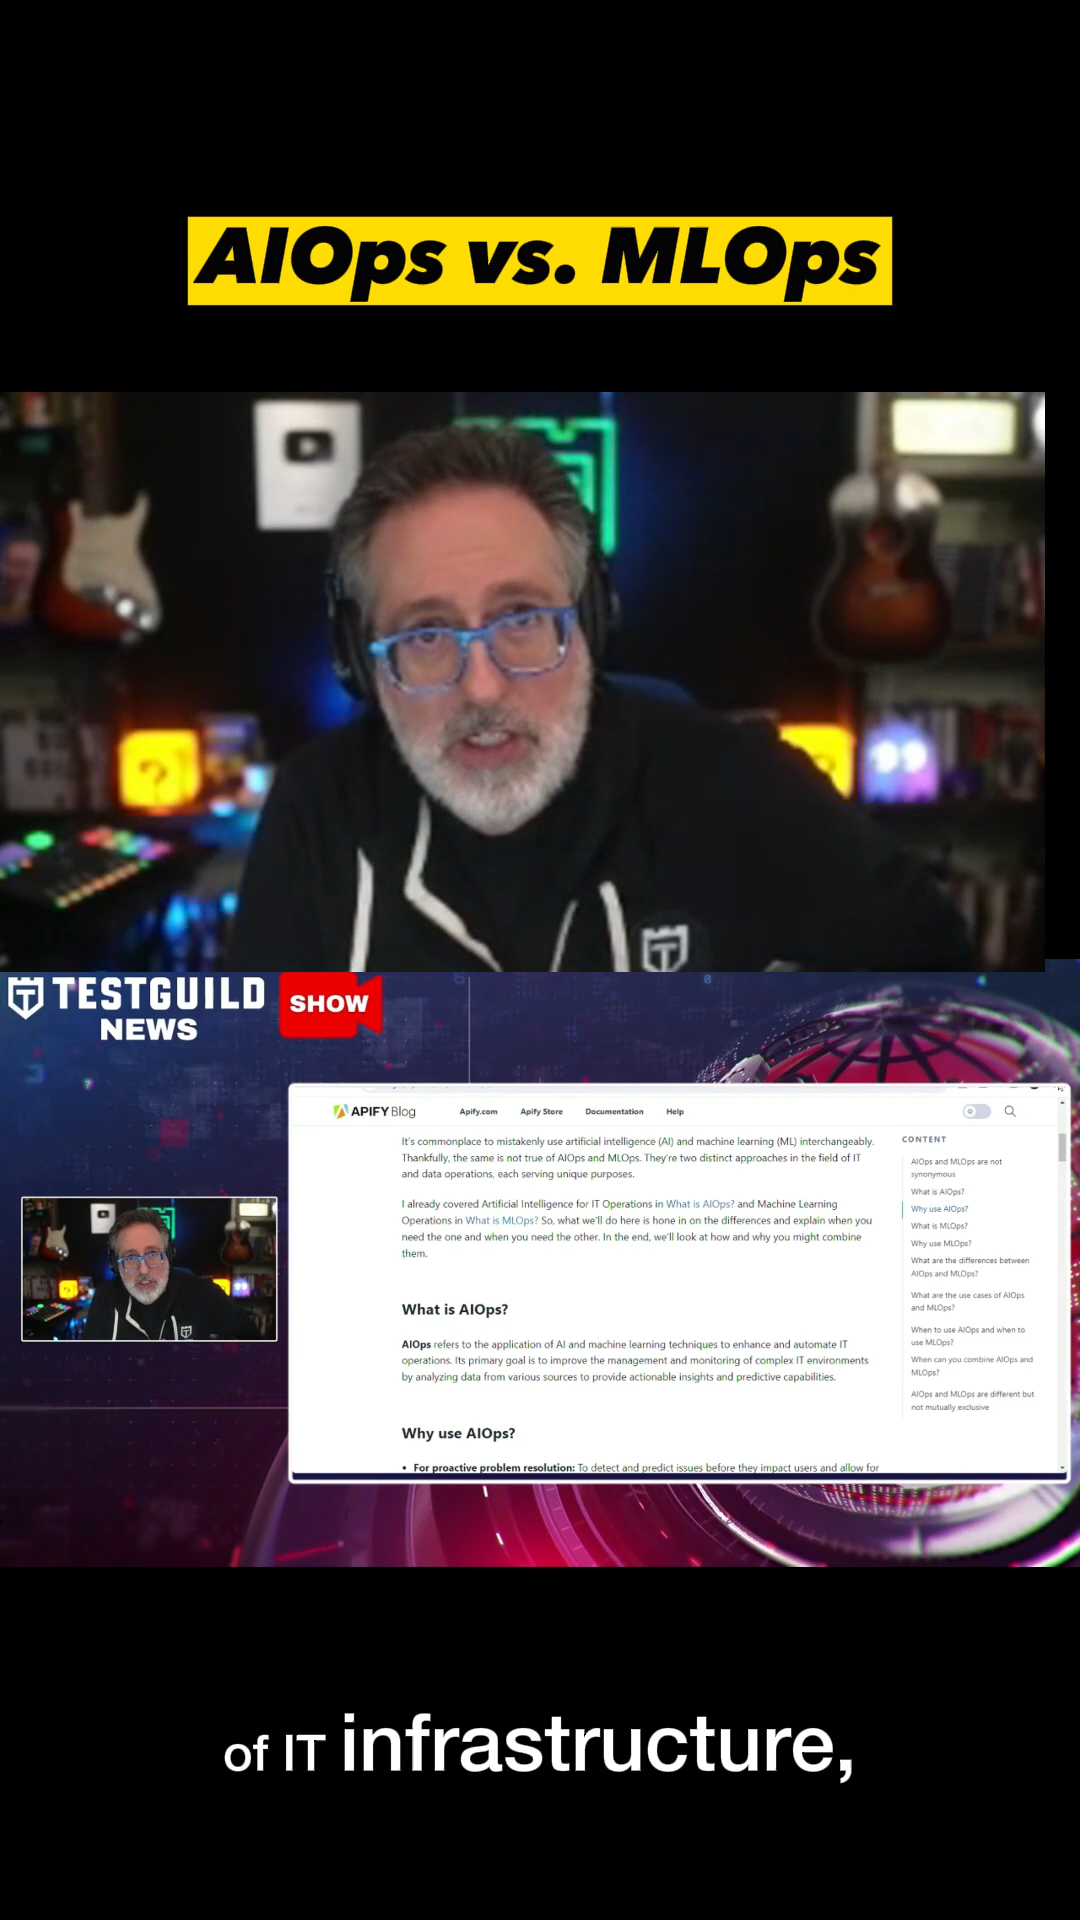 AIOps vs. MLOps
TESTGUILD
NEWS
SHOW
APIFY Blog
Apify.com
Apify Store
Documentation
Help
It's commonplace to mistakenly use artificial intelligence (AI) and machine learning (ML) interchangeably.
Thankfully, the same is not true of AIOps and MLOps. They're two distinct approaches in the field of IT
and data operations, each serving unique purposes.
I already covered Artificial Intelligence for IT Operations in What is AIOps? and Machine Learning
Operations in What is MLOps? So, what we'll do here is hone in on the differences and explain when you
need the one and when you need the other. In the end, we'll look at how and why you might combine
them.
What is AIOps?
AIOps refers to the application of AI and machine learning techniques to enhance and automate IT
operations. Its primary goal is to improve the management and monitoring of complex IT environments
by analyzing data from various sources to provide actionable insights and predictive capabilities.
Why use AIOps?
• For proactive problem resolution: To detect and predict issues before they impact users and allow for
CONTENT
AIOps and MLOps are not
synonymous
What is AIOps?
Why use AIOps?
What is MLOps?
Why use MLOps?
What are the differences between
AIOps and MLOps?
What are the use cases of AIOps
and MLOps?
When to use AIOps and when to
use MLOps?
When can you combine AIOps and
MLOps?
AIOps and MLOps are different but
not mutually exclusive
of IT infrastructure,